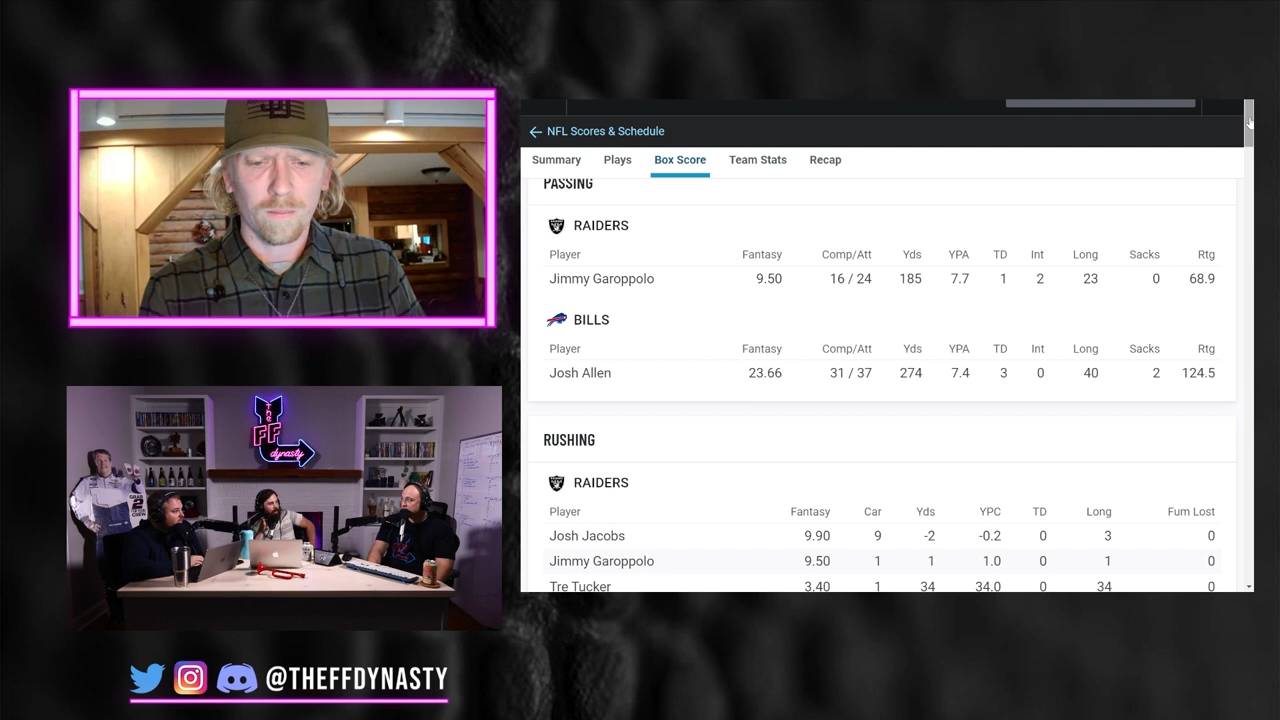 NFL Scores & Schedule
Summary Plays Box Score Team Stats Recap
PASSING
RAIDERS
Player Fantasy Comp/Att Yds YPA TD Int Long Sacks Rtg
Jimmy Garoppolo 9.50 16 / 24 185 7.7 1 2 23 0 68.9
BILLS
Player Fantasy Comp/Att Yds YPA TD Int Long Sacks Rtg
Josh Allen 23.66 31 / 37 274 7.4 3 0 40 2 124.5
RUSHING
RAIDERS
Player Fantasy Car Yds YPC TD Long Fum Lost
Josh Jacobs 9.90 9 -2 -0.2 0 3 0
Jimmy Garoppolo 9.50 1 1 1.0 0 1 0
Tre Tucker 3.40 1 34 34.0 0 34 0
The
FF
dynasty
@THEFFDYNASTY